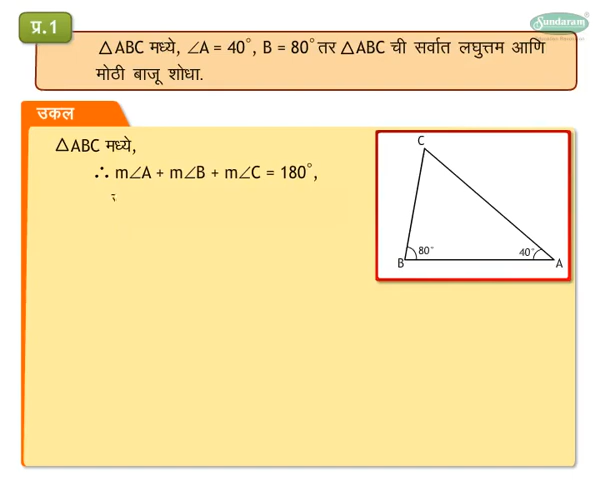 प्र.1
Sundaram
△ABC मध्ये, ∠A = 40°, B = 80° तर △ABC ची सर्वात लघुत्तम आणि
मोठी बाजू शोधा.
उकल
△ABC मध्ये,
∴ m∠A + m∠B + m∠C = 180°,
C
80°
40°
B
A